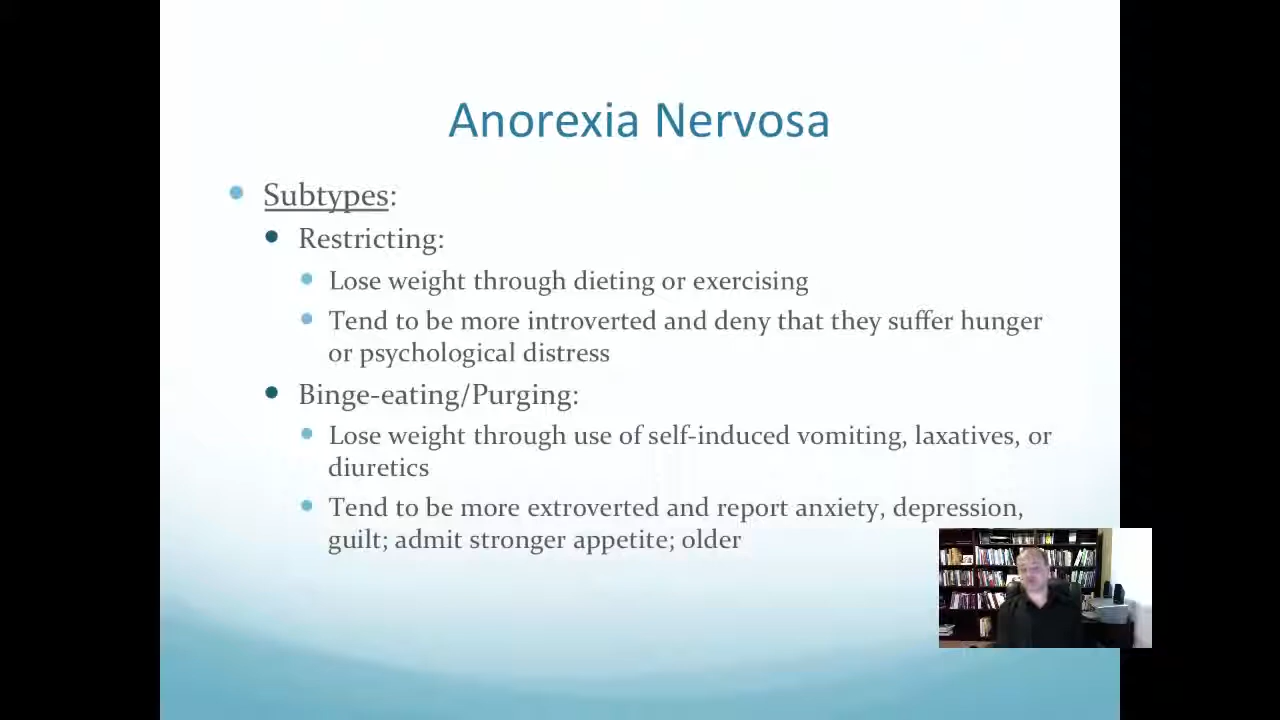 Anorexia Nervosa
Subtypes:
Restricting:
Lose weight through dieting or exercising
Tend to be more introverted and deny that they suffer hunger
or psychological distress
Binge-eating/Purging:
Lose weight through use of self-induced vomiting, laxatives, or
diuretics
Tend to be more extroverted and report anxiety, depression,
guilt; admit stronger appetite; older